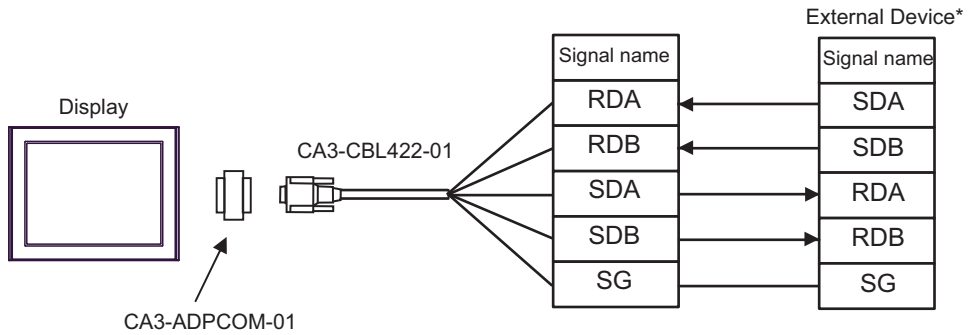 External Device*
Signal name
Signal name
Display
RDA
SDA
CA3-CBL422-01
RDB
SDB
SDA
RDA
SDB
RDB
SG
SG
CA3-ADPCOM-01